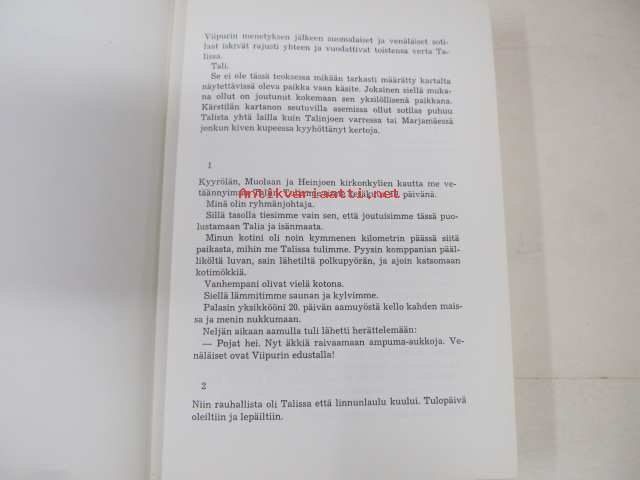 Viipurin menetyksen jälkeen suomalaiset ja venäläiset soti-
laat iskivät rajusti yhteen ja vuodattivat toistensa verta Ta-
lissa.
Tali.
Se ei ole tässä teoksessa mikään tarkasti määrätty kartalta
näytettävissä oleva paikka vaan käsite. Jokainen siellä muka-
na ollut on joutunut kokemaan sen yksilöllisenä paikkana.
Kärstilän kartanon seutuvilla asemissa ollut sotilas puhuu
Talista yhtä lailla kuin Talinjoen varressa tai Marjamäessä
jonkun kiven kupeessa kyyhöttänyt kertoja.
1
Kyyrölän, Muolaan ja Heinjoen kirkonkylien kautta me ve-
täännyimme
päivänä.
Antikvariaatti.net
Minä olin ryhmänjohtaja.
Sillä tasolla tiesimme vain sen, että joutuisimme tässä puo-
lustamaan Talia ja isänmaata.
Minun kotini oli noin kymmenen kilometrin päässä siitä
paikasta, mihin me Talissa tulimme. Pyysin komppanian pääl-
liköltä luvan, sain lähetiltä polkupyörän, ja ajoin katsomaan
kotimökkiä.
Vanhempani olivat vielä kotona.
Siellä lämmitimme saunan ja kylvimme.
Palasin yksikkööni 20. päivän aamuyöstä kello kahden mais-
sa ja menin nukkumaan.
Neljän aikaan aamulla tuli lähetti herättelemään:
— Pojat hei. Nyt äkkiä raivaamaan ampuma-aukkoja. Ve-
näläiset ovat Viipurin edustalla!
2
Niin rauhallista oli Talissa että linnunlaulu kuului. Tulopäivä
oleiltiin ja lepäiltiin.